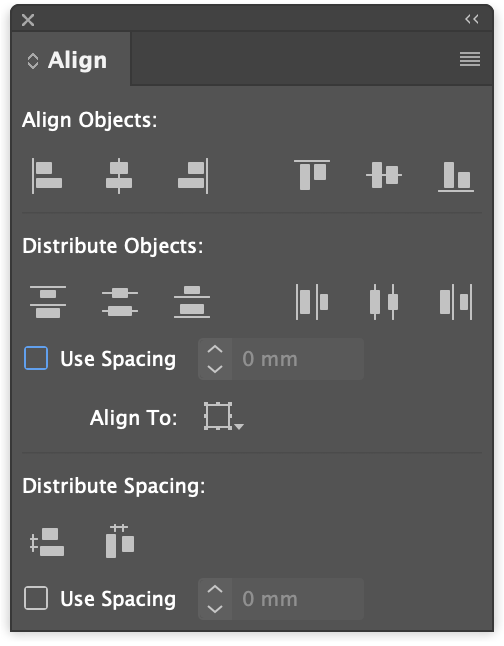 Align
Align Objects:
Distribute Objects:
Use Spacing
0 mm
Align To:
Distribute Spacing:
Use Spacing
0 mm